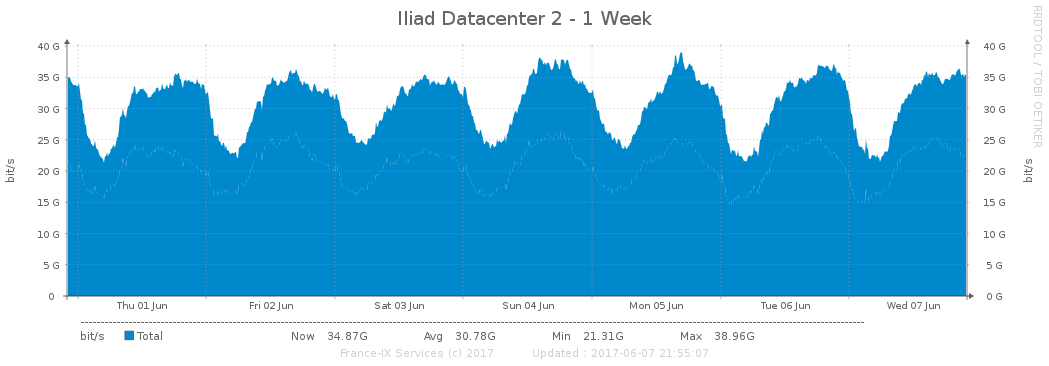 Iliad Datacenter 2 - 1 Week
RRDTOOL / TOBI OETIKER
40 G 40 G
35 G 35 G
30 G 30 G
25 G 25 G
20 G 20 G
15 G 15 G
10 G 10 G
5 G 5 G
0 0 G
bit/s
bit/s
Thu 01 Jun Fri 02 Jun Sat 03 Jun Sun 04 Jun Mon 05 Jun Tue 06 Jun Wed 07 Jun
bit/s Total Now 34.87G Avg 30.78G Min 21.31G Max 38.96G
France-IX Services (c) 2017 Updated : 2017-06-07 21:55:07